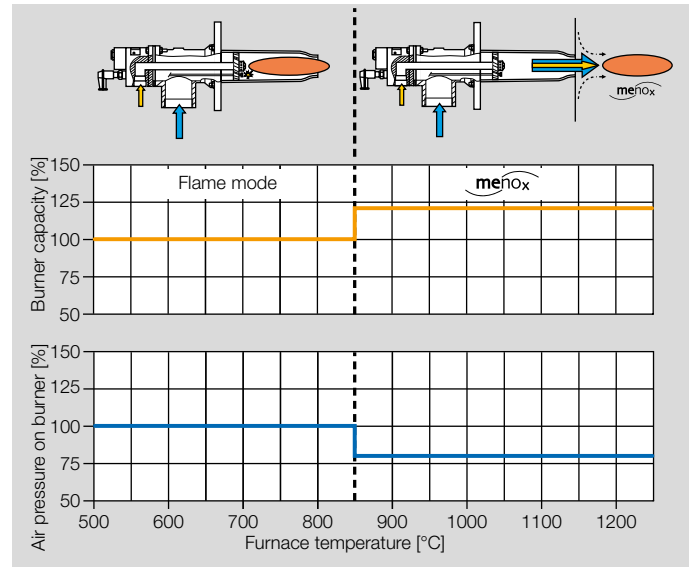 menox
Burner capacity [%]
150
125
100
75
50
Flame mode
menox
Air pressure on burner [%]
150
125
100
75
50
500 600 700 800 900 1000 1100 1200
Furnace temperature [°C]